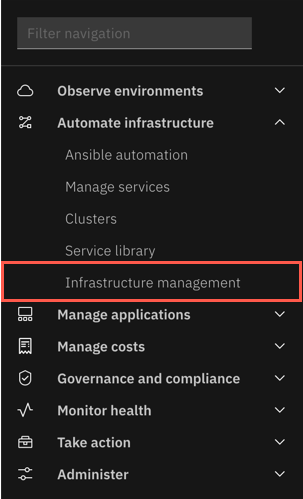 Filter navigation
Observe environments
Automate infrastructure
Ansible automation
Manage services
Clusters
Service library
Infrastructure management
Manage applications
Manage costs
Governance and compliance
Monitor health
Take action
Administer